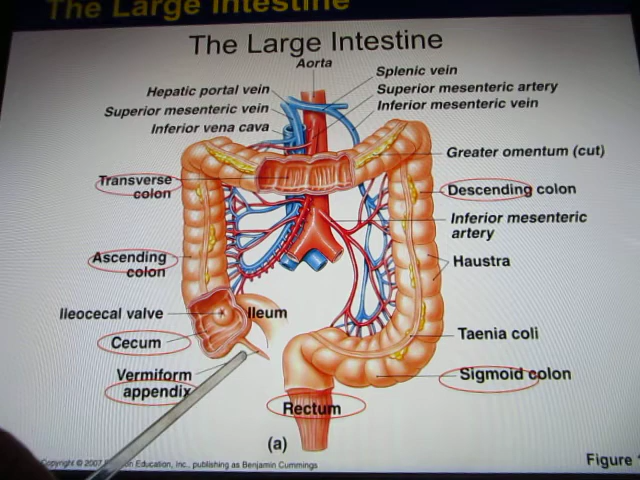 The Large Intestine
The Large Intestine
Aorta
Splenic vein
Hepatic portal vein
Superior mesenteric artery
Superior mesenteric vein
Inferior mesenteric vein
Inferior vena cava
Greater omentum (cut)
Transverse
colon
Descending colon
Inferior mesenteric
artery
Ascending
colon
Haustra
Ileocecal valve
Ileum
Taenia coli
Cecum
Vermiform
appendix
Sigmoid colon
Rectum
(a)
Copyright © 2007 Education, Inc., publishing as Benjamin Cummings
Figure